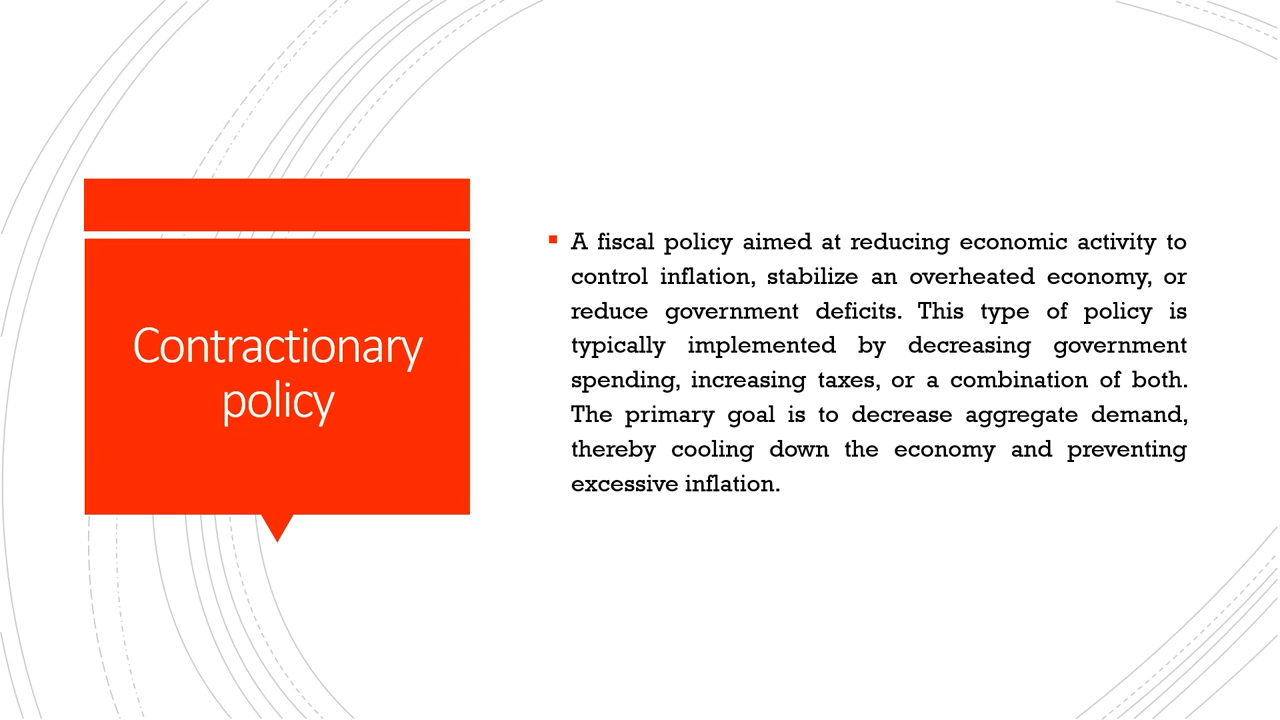 Contractionary
policy
A fiscal policy aimed at reducing economic activity to
control inflation, stabilize an overheated economy, or
reduce government deficits. This type of policy is
typically implemented by decreasing government
spending, increasing taxes, or a combination of both.
The primary goal is to decrease aggregate demand,
thereby cooling down the economy and preventing
excessive inflation.